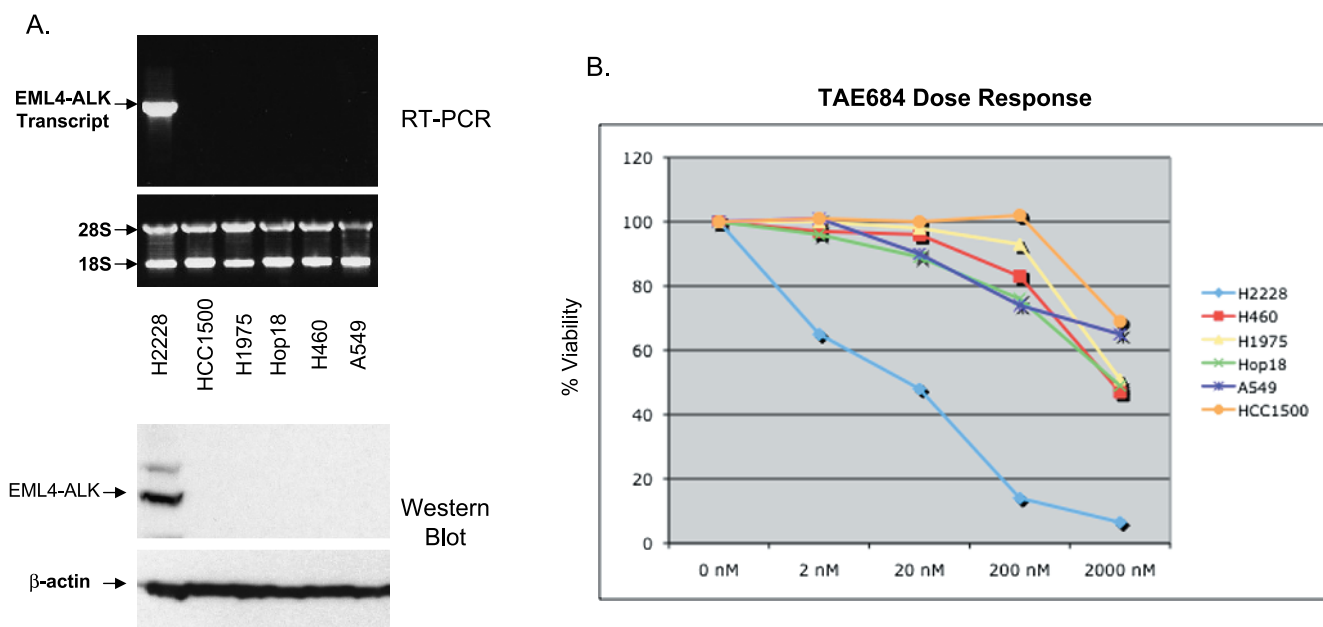 A.
EML4-ALK
Transcript
RT-PCR
28S
18S
H2228
HCC1500
H1975
Hop18
H460
A549
EML4-ALK
Western
Blot
β-actin
B.
TAE684 Dose Response
% Viability
120
100
80
60
40
20
0
0 nM
2 nM
20 nM
200 nM
2000 nM
H2228
H460
H1975
Hop18
A549
HCC1500